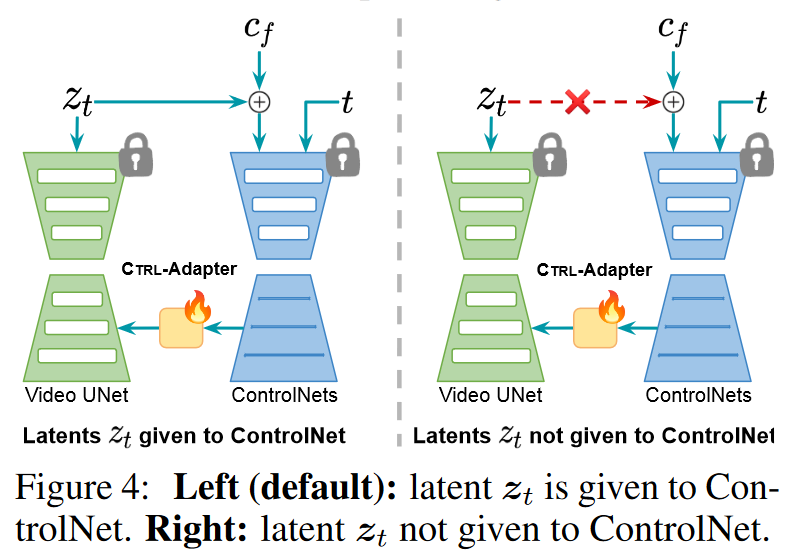 c_f c_f
z_t t z_t t
CTRL-Adapter CTRL-Adapter
Video UNet ControlNets Video UNet ControlNets
Latents z_t given to ControlNet Latents z_t not given to ControlNet
Figure 4: Left (default): latent z_t is given to Con-
trolNet. Right: latent z_t not given to ControlNet.